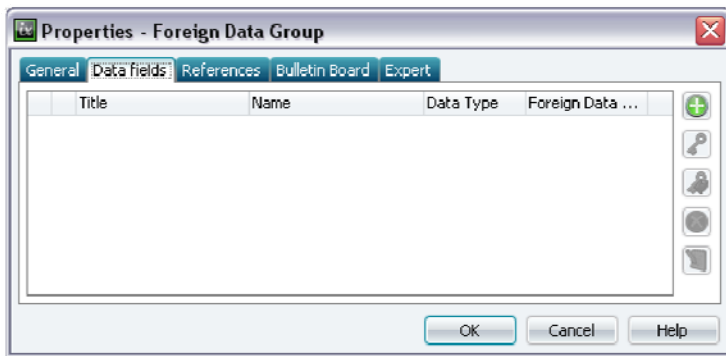 Properties - Foreign Data Group
General Data fields References Bulletin Board Expert
Title Name Data Type Foreign Data ...
OK Cancel Help